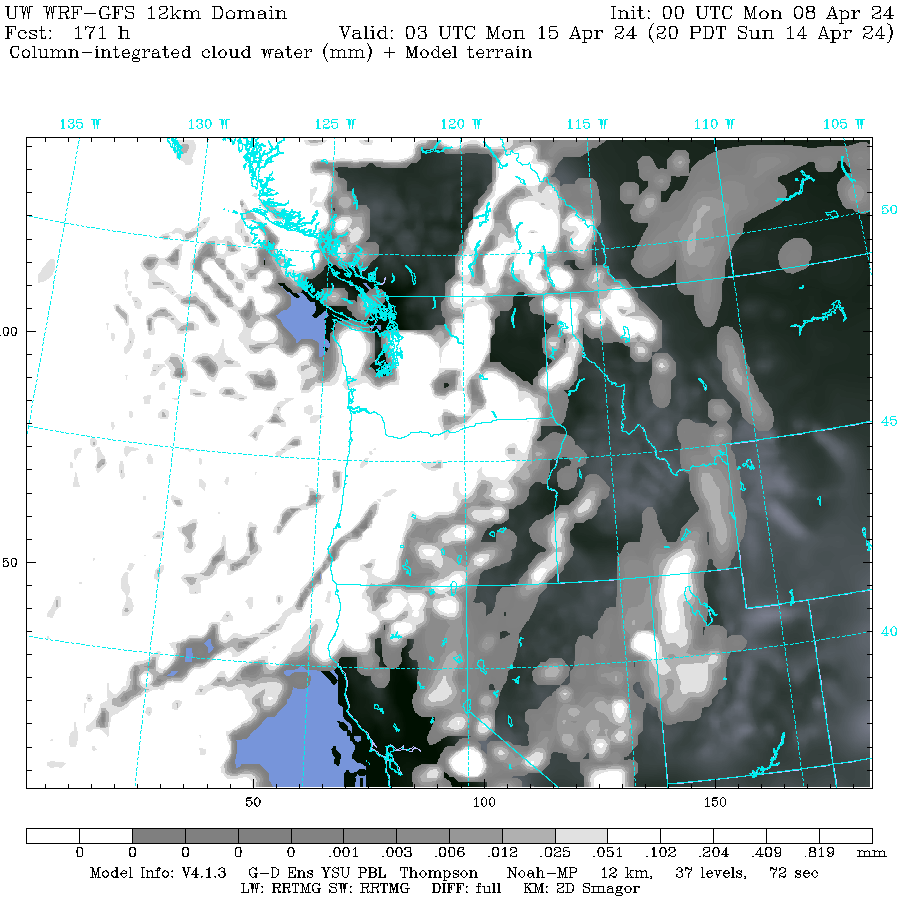 UW WRF-GFS 12km Domain Init: 00 UTC Mon 08 Apr 24
Fcst: 171 h Valid: 03 UTC Mon 15 Apr 24 (20 PDT Sun 14 Apr 24)
Column-integrated cloud water (mm) + Model terrain
135 W 130 W 125 W 120 W 115 W 110 W 105 W
50
100
45
50
40
50 100 150
0 0 0 0 0 .001 .003 .006 .012 .025 .051 .102 .204 .409 .819 mm
Model Info: V4.1.3 G-D Ens YSU PBL Thompson Noah-MP 12 km, 37 levels, 72 sec
LW: RRTMG SW: RRTMG DIFF: full KM: 2D Smagor